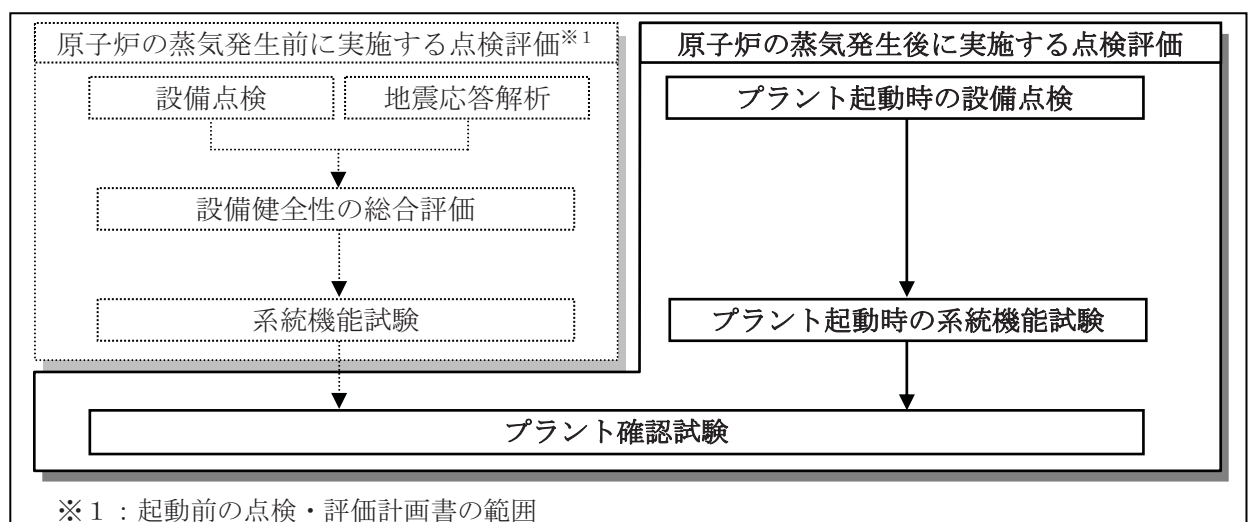 原子炉の蒸気発生前に実施する点検評価※1
設備点検
地震応答解析
設備健全性の総合評価
系統機能試験
原子炉の蒸気発生後に実施する点検評価
プラント起動時の設備点検
プラント起動時の系統機能試験
プラント確認試験
※1：起動前の点検・評価計画書の範囲